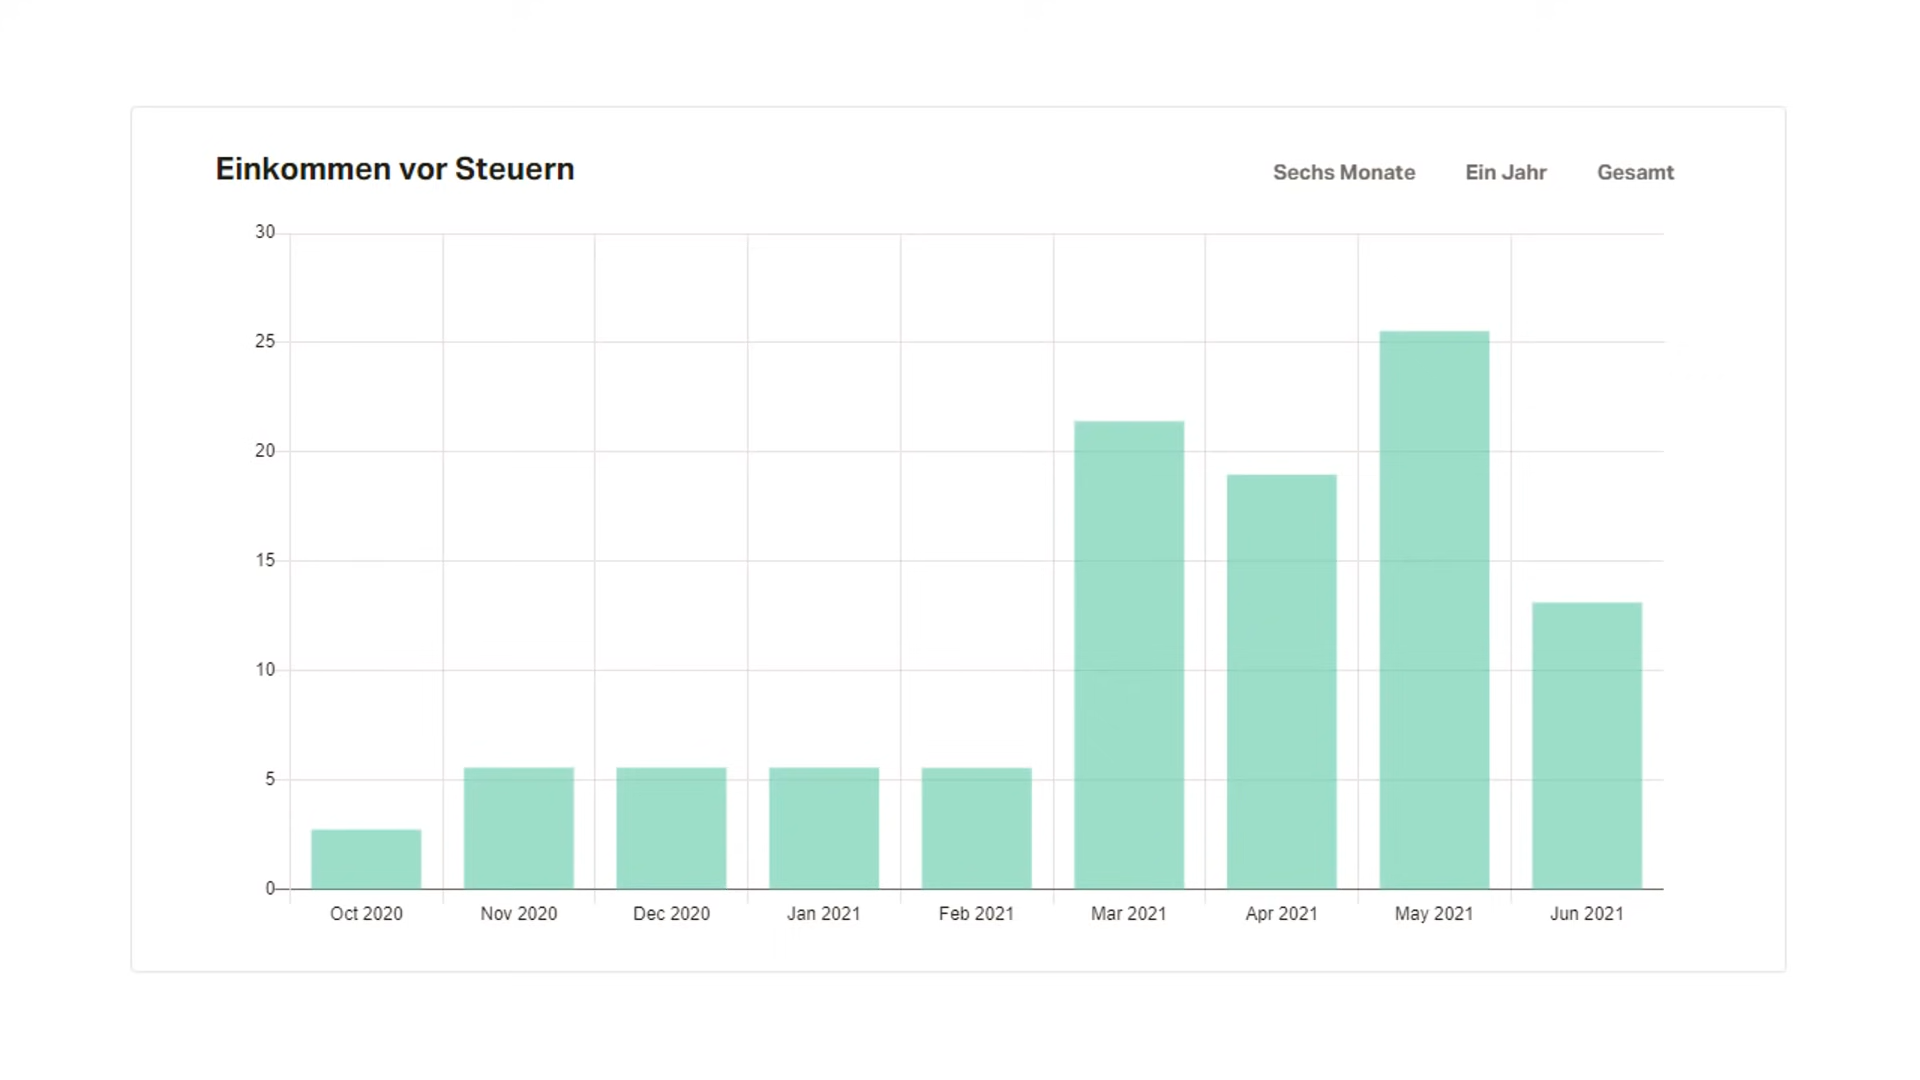 Einkommen vor Steuern
Sechs Monate Ein Jahr Gesamt
30
25
20
15
10
5
0
Oct 2020 Nov 2020 Dec 2020 Jan 2021 Feb 2021 Mar 2021 Apr 2021 May 2021 Jun 2021